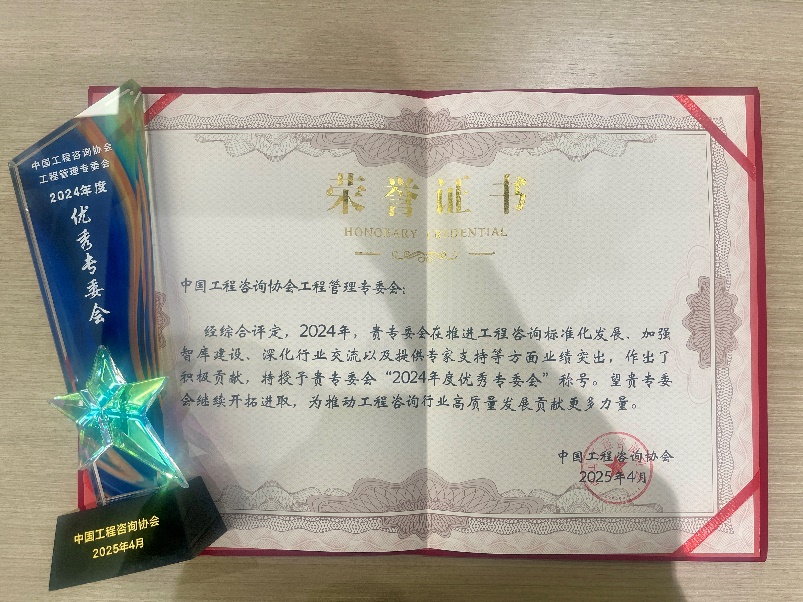 中国工程咨询协会
工程管理专委会
2024年度
优秀专委会
中国工程咨询协会
2025年4月
荣誉证书
HONORARY CREDENTIAL
中国工程咨询协会工程管理专委会：
经综合评定，2024年，贵专委会在推进工程咨询标准化发展、加强
智库建设、深化行业交流以及提供专家支持等方面业绩突出，作出了
积极贡献，特授予贵专委会“2024年度优秀专委会”称号。望贵专委
会继续开拓进取，为推动工程咨询行业高质量发展贡献更多力量。
中国工程咨询协会
2025年4月